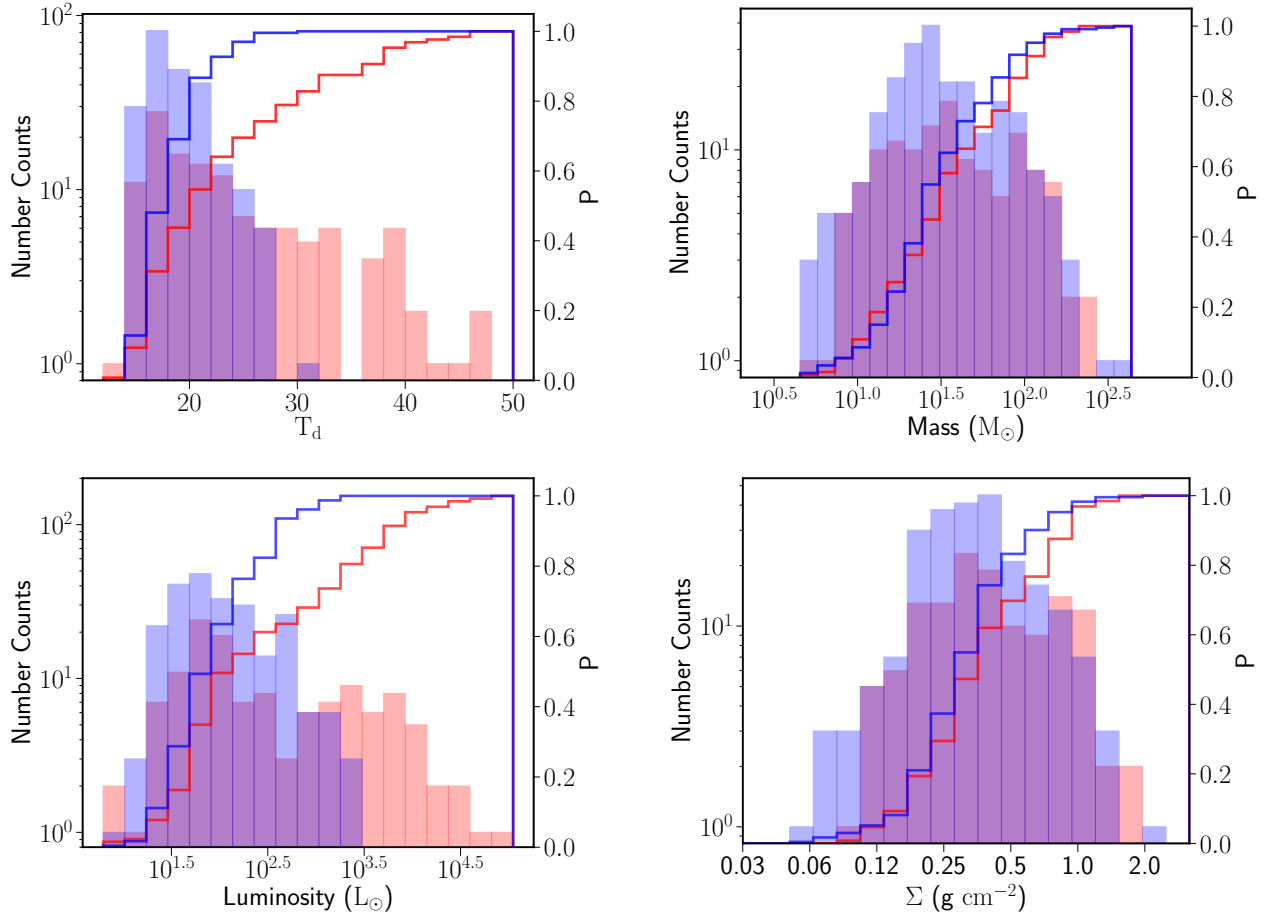 10² 1.0
0.8
Number Counts 10¹ 0.6 P
0.4
0.2
10⁰ 0.0
20 30 40 50
T_d
1.0
0.8
Number Counts 10¹ 0.6 P
0.4
0.2
10⁰ 0.0
10^0.5 10^1.0 10^1.5 10^2.0 10^2.5
Mass (M_⊙)
1.0
10² 0.8
Number Counts 0.6 P
10¹ 0.4
0.2
10⁰ 0.0
10^1.5 10^2.5 10^3.5 10^4.5
Luminosity (L_⊙)
1.0
0.8
Number Counts 10¹ 0.6 P
0.4
0.2
10⁰ 0.0
0.03 0.06 0.12 0.25 0.5 1.0 2.0
Σ (g cm⁻²)